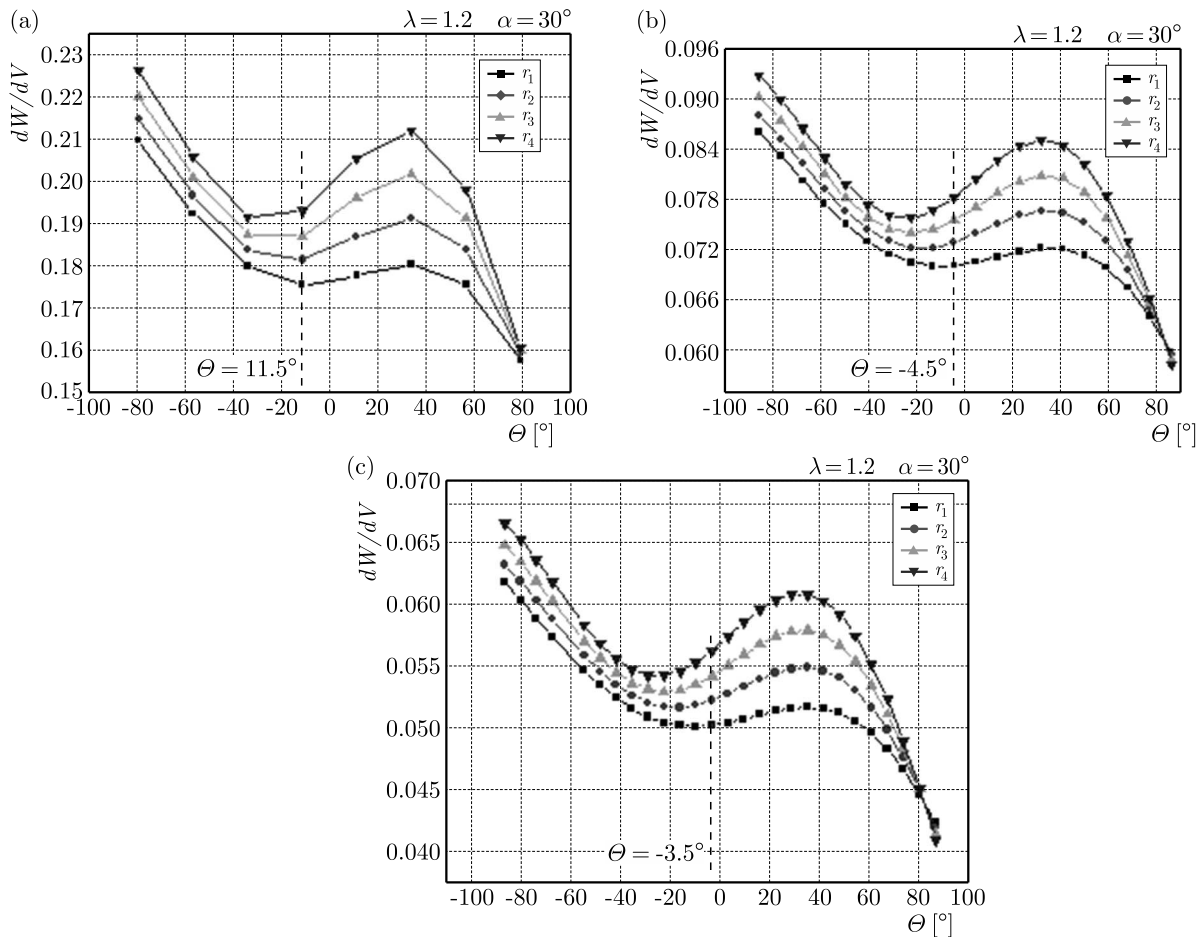 (a)
λ = 1.2 α = 30°
dW/dV
0.23
0.22
0.21
0.20
0.19
0.18
0.17
0.16
0.15
r1
r2
r3
r4
Θ = 11.5°
-100 -80 -60 -40 -20 0 20 40 60 80 100
Θ [°]
(b)
λ = 1.2 α = 30°
dW/dV
0.096
0.090
0.084
0.078
0.072
0.066
0.060
r1
r2
r3
r4
Θ = -4.5°
-100 -80 -60 -40 -20 0 20 40 60 80
Θ [°]
(c)
λ = 1.2 α = 30°
dW/dV
0.070
0.065
0.060
0.055
0.050
0.045
0.040
r1
r2
r3
r4
Θ = -3.5°
-100 -80 -60 -40 -20 0 20 40 60 80 100
Θ [°]